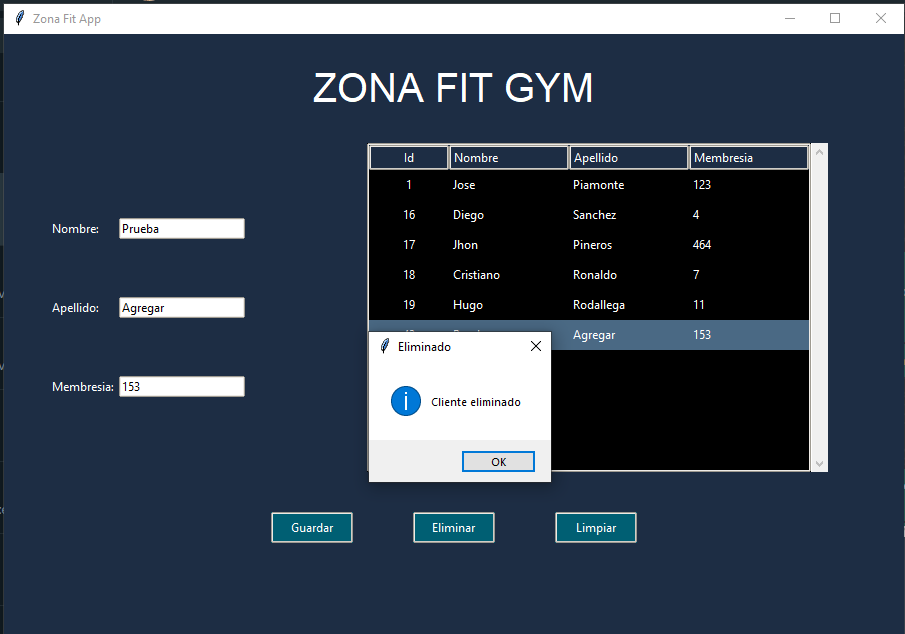 Zona Fit App
ZONA FIT GYM
Id Nombre Apellido Membresia
1 Jose Piamonte 123
16 Diego Sanchez 4
Nombre: Prueba
17 Jhon Pineros 464
18 Cristiano Ronaldo 7
Apellido: Agregar
19 Hugo Rodallega 11
Agregar 153
Eliminado
Membresia: 153
Cliente eliminado
OK
Guardar Eliminar Limpiar